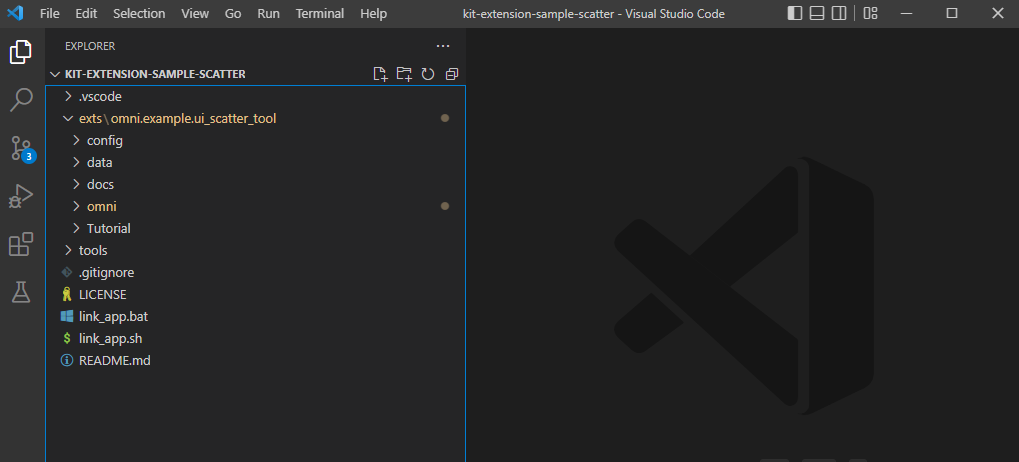 File Edit Selection View Go Run Terminal Help kit-extension-sample-scatter - Visual Studio Code
EXPLORER
KIT-EXTENSION-SAMPLE-SCATTER
.vscode
exts\omni.example.ui_scatter_tool
config
data
docs
omni
Tutorial
tools
.gitignore
LICENSE
link_app.bat
$ link_app.sh
README.md
3